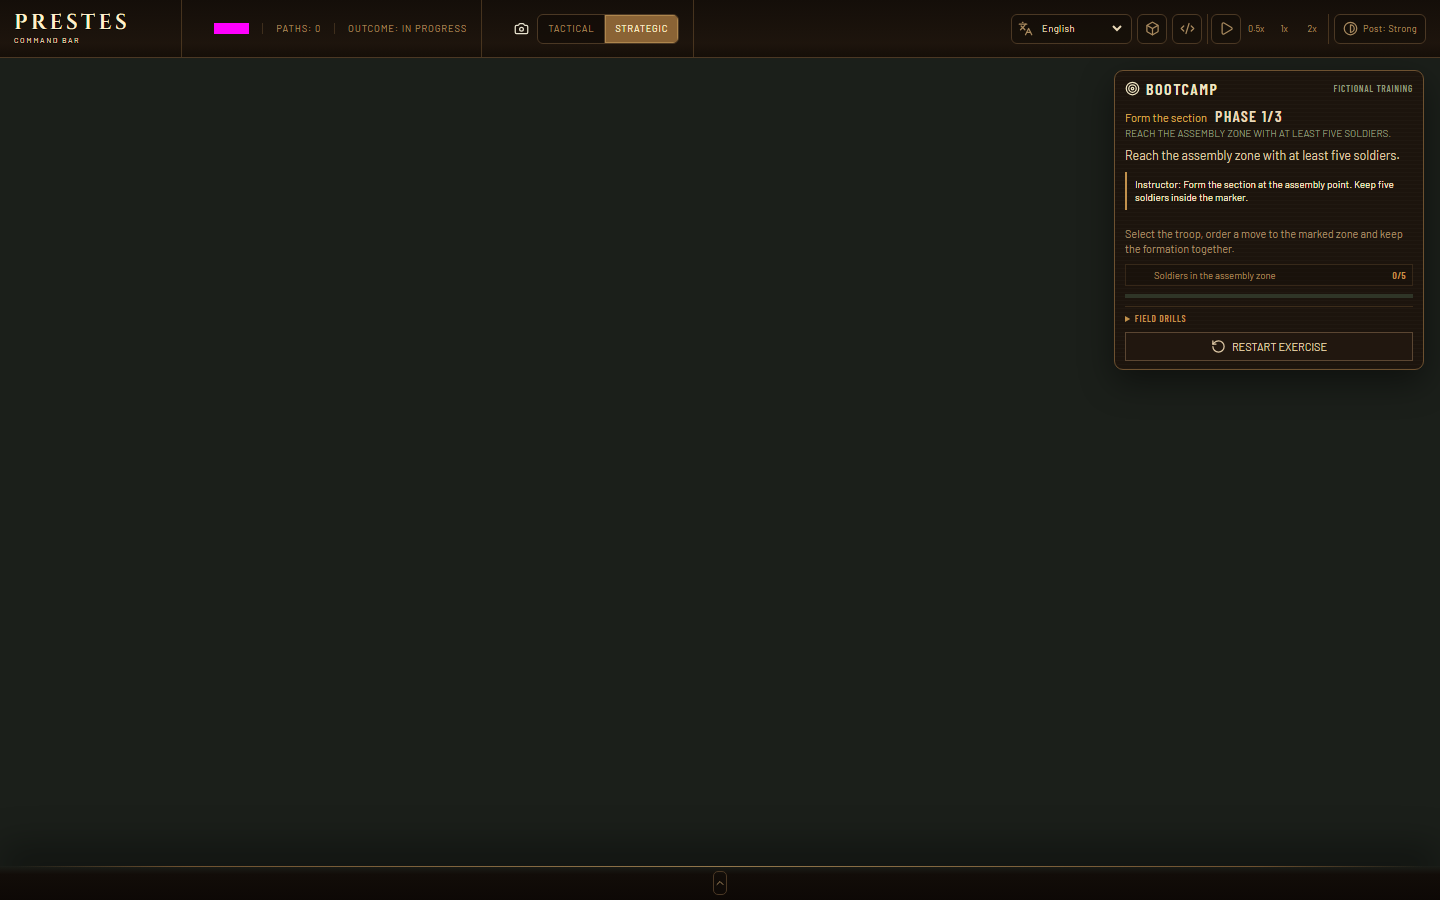 PRESTES
COMMAND BAR
PATHS: 0
OUTCOME: IN PROGRESS
TACTICAL
STRATEGIC
English
0.5x
1x
2x
Post: Strong
BOOTCAMP
FICTIONAL TRAINING
Form the section PHASE 1/3
REACH THE ASSEMBLY ZONE WITH AT LEAST FIVE SOLDIERS.
Reach the assembly zone with at least five soldiers.
Instructor: Form the section at the assembly point. Keep five
soldiers inside the marker.
Select the troop, order a move to the marked zone and keep
the formation together.
Soldiers in the assembly zone 0/5
FIELD DRILLS
RESTART EXERCISE